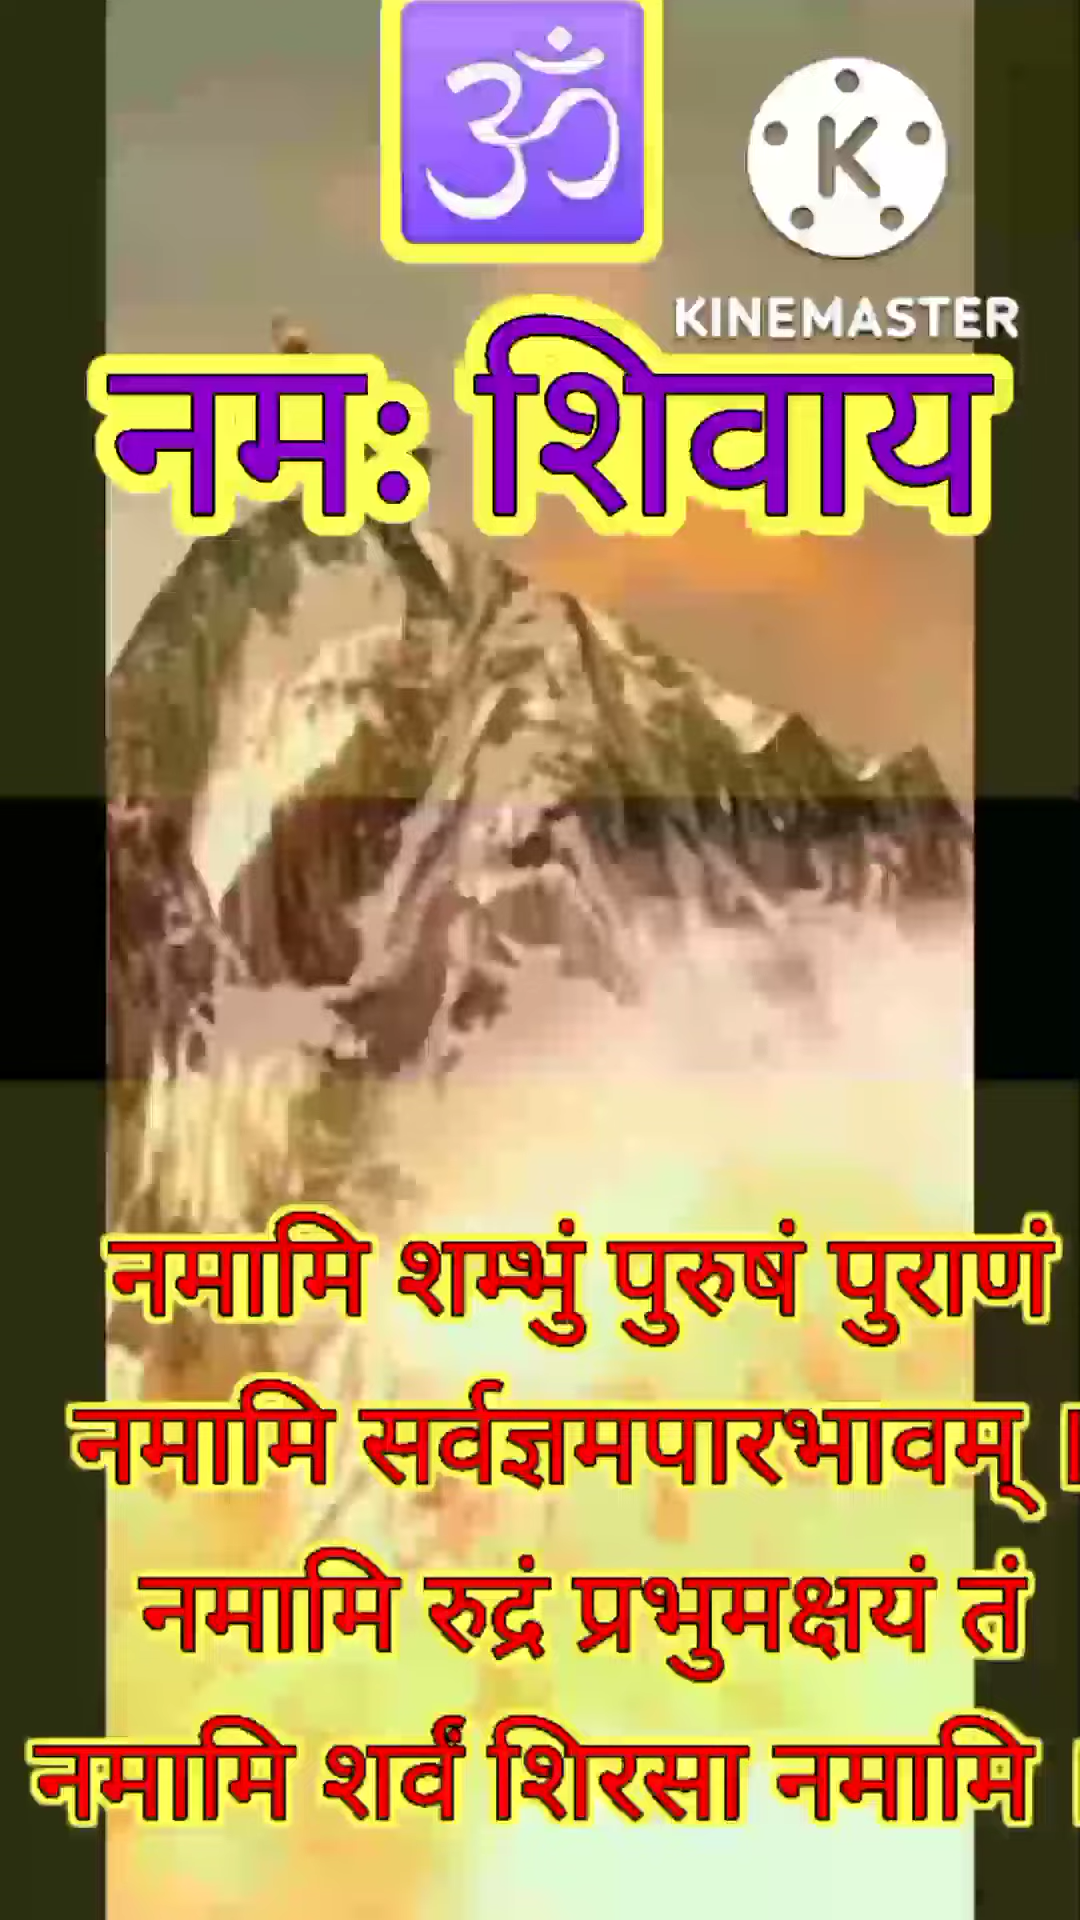 ॐ
K
KINEMASTER
नमः शिवाय
नमामि शम्भुं पुरुषं पुराणं
नमामि सर्वज्ञमपारभावम् ।
नमामि रुद्रं प्रभुमक्षयं तं
नमामि शर्वं शिरसा नमामि ।